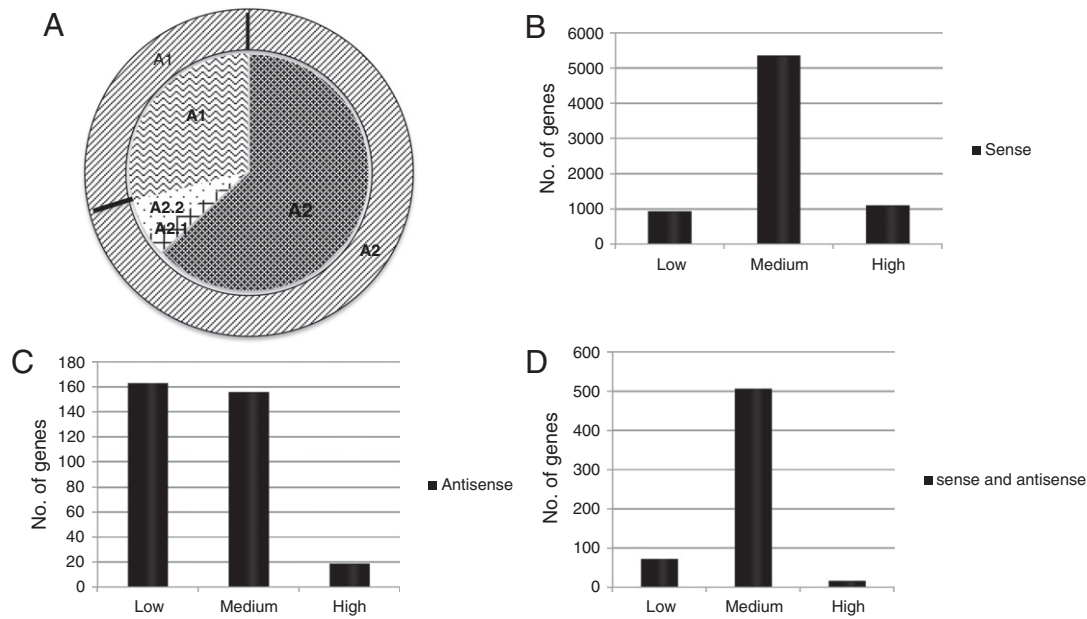 A
A1
A1
A2.2
A2.1
A2
A2
B
6000
5000
4000
3000
2000
1000
0
No. of genes
Low Medium High
Sense
C
180
160
140
120
100
80
60
40
20
0
No. of genes
Low Medium High
Antisense
D
600
500
400
300
200
100
0
No. of genes
Low Medium High
sense and antisense